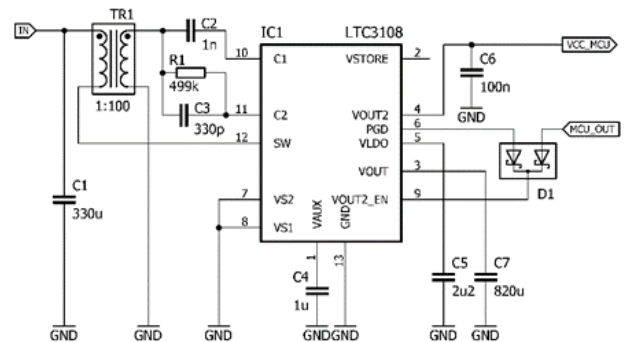 IN
TR1
1:100
C2
1n
R1
499k
C3
330p
C1
330u
IC1 LTC3108
10 C1
11 C2
12 SW
7 VS2
8 VS1
VAUX
1
GND
13
VSTORE 2
VOUT2 4
PGD 6
VLDO 5
VOUT 3
VOUT2_EN 9
C6
100n
GND
VCC_MCU
MCU_OUT
D1
C4
1u
C5
2u2
C7
820u
GND GND GND GND GND GND GND